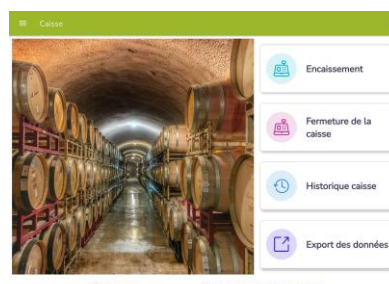 Caisse
Encaissement
Fermeture de la
caisse
Historique caisse
Export des données